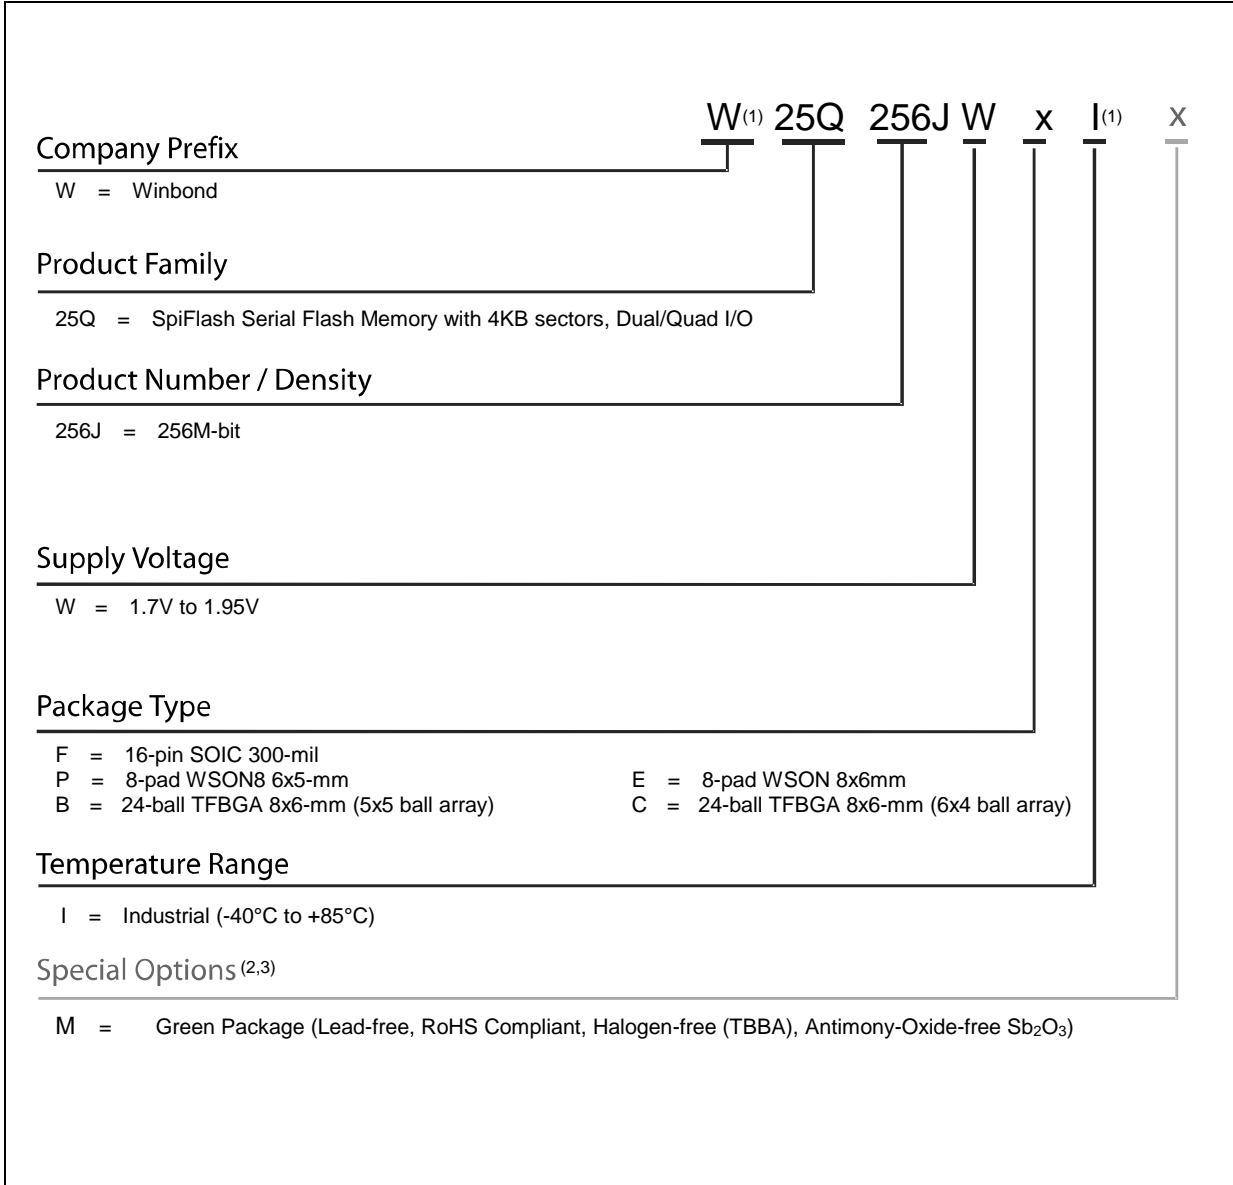 W(1) 25Q 256J W x I(1) x
Company Prefix
W = Winbond
Product Family
25Q = SpiFlash Serial Flash Memory with 4KB sectors, Dual/Quad I/O
Product Number / Density
256J = 256M-bit
Supply Voltage
W = 1.7V to 1.95V
Package Type
F = 16-pin SOIC 300-mil
P = 8-pad WSON8 6x5-mm E = 8-pad WSON 8x6mm
B = 24-ball TFBGA 8x6-mm (5x5 ball array) C = 24-ball TFBGA 8x6-mm (6x4 ball array)
Temperature Range
I = Industrial (-40°C to +85°C)
Special Options (2,3)
M = Green Package (Lead-free, RoHS Compliant, Halogen-free (TBBA), Antimony-Oxide-free Sb₂O₃)